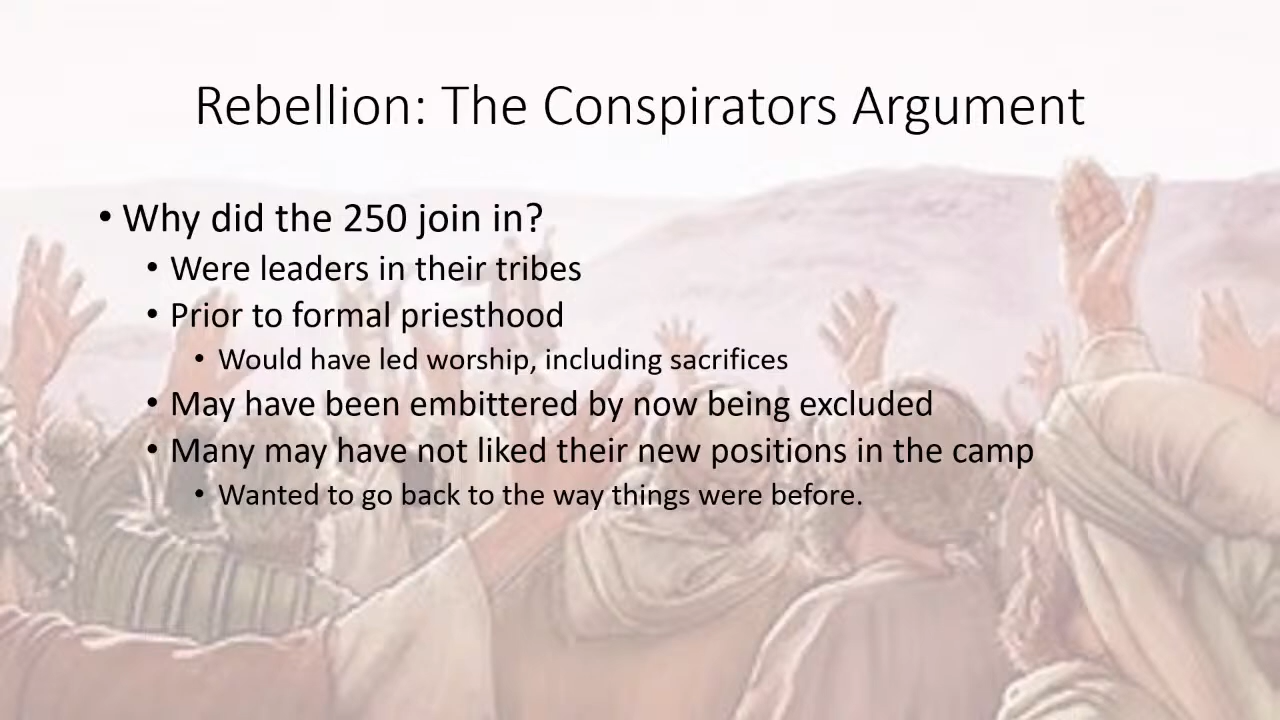 Rebellion: The Conspirators Argument
• Why did the 250 join in?
• Were leaders in their tribes
• Prior to formal priesthood
• Would have led worship, including sacrifices
• May have been embittered by now being excluded
• Many may have not liked their new positions in the camp
• Wanted to go back to the way things were before.